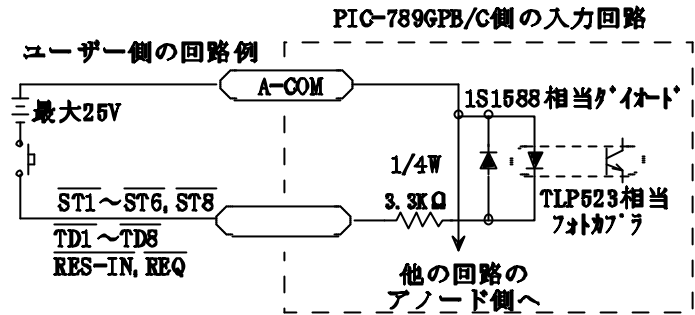 PIC-789GPB/C側の入力回路
ユーザー側の回路例
A-COM
1S1588相当ダイオード
最大25V
1/4W
3.3KΩ
ST1～ST6, ST8
TD1～TD8
RES-IN, REQ
TLP523相当
フォトカプラ
他の回路の
アノード側へ